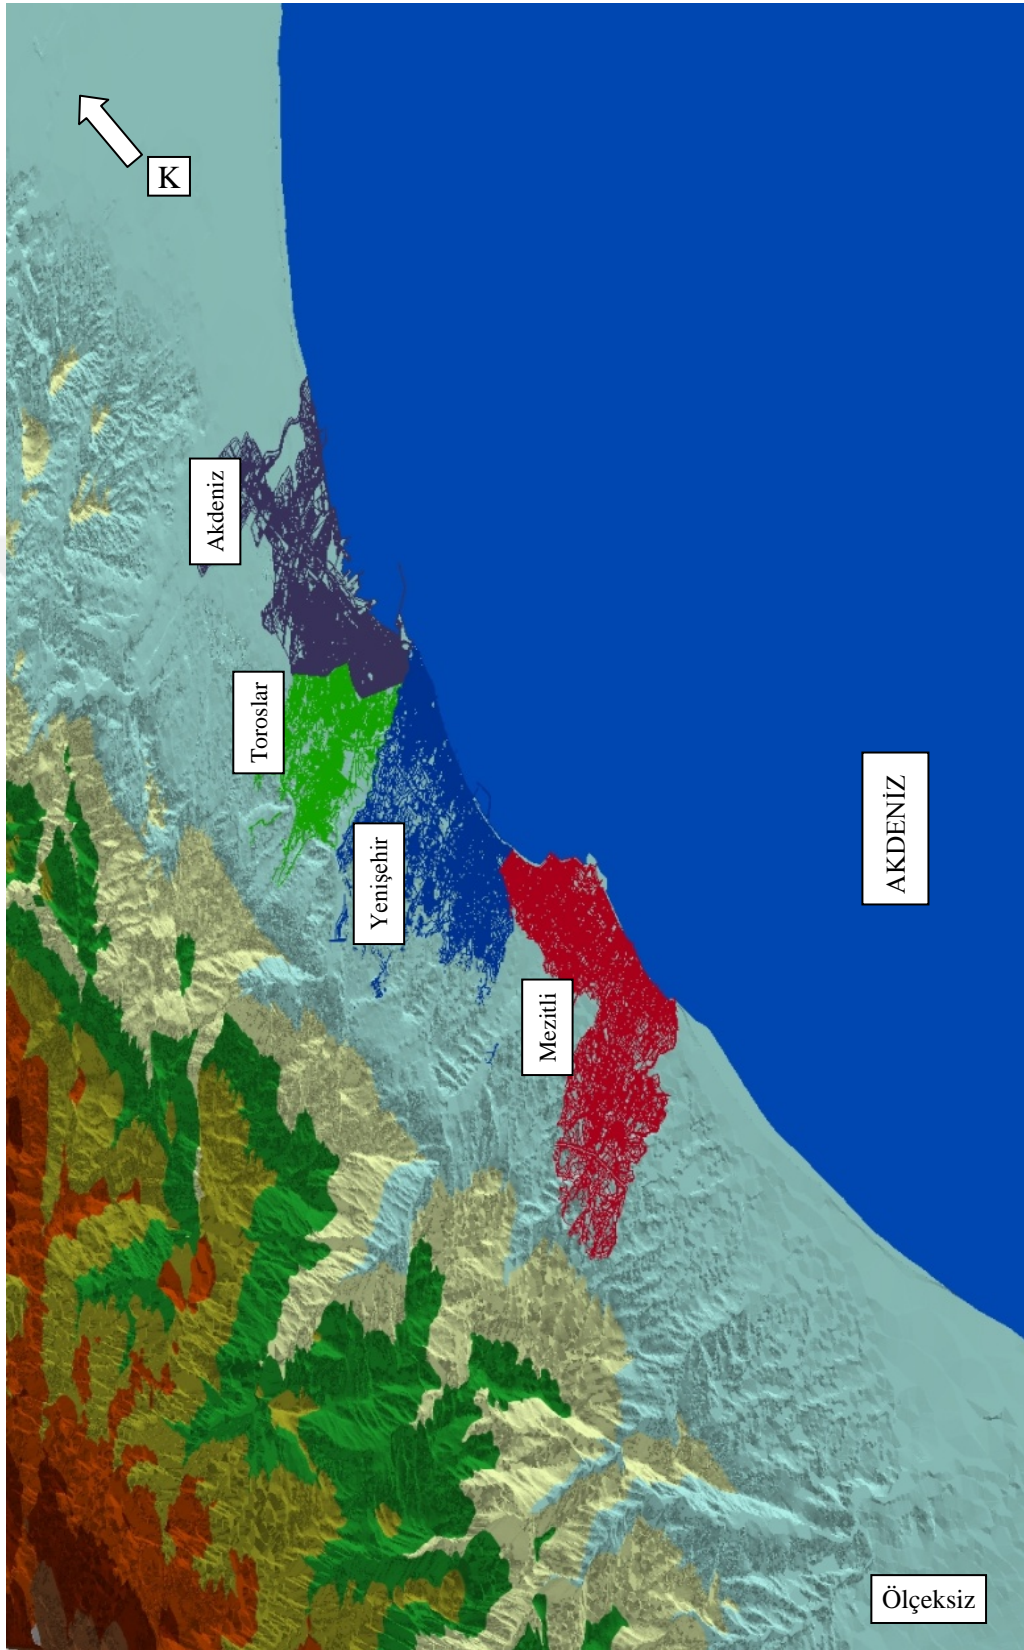 K
Akdeniz
Toroslar
Yenişehir
Mezitli
AKDENİZ
Ölçeksiz